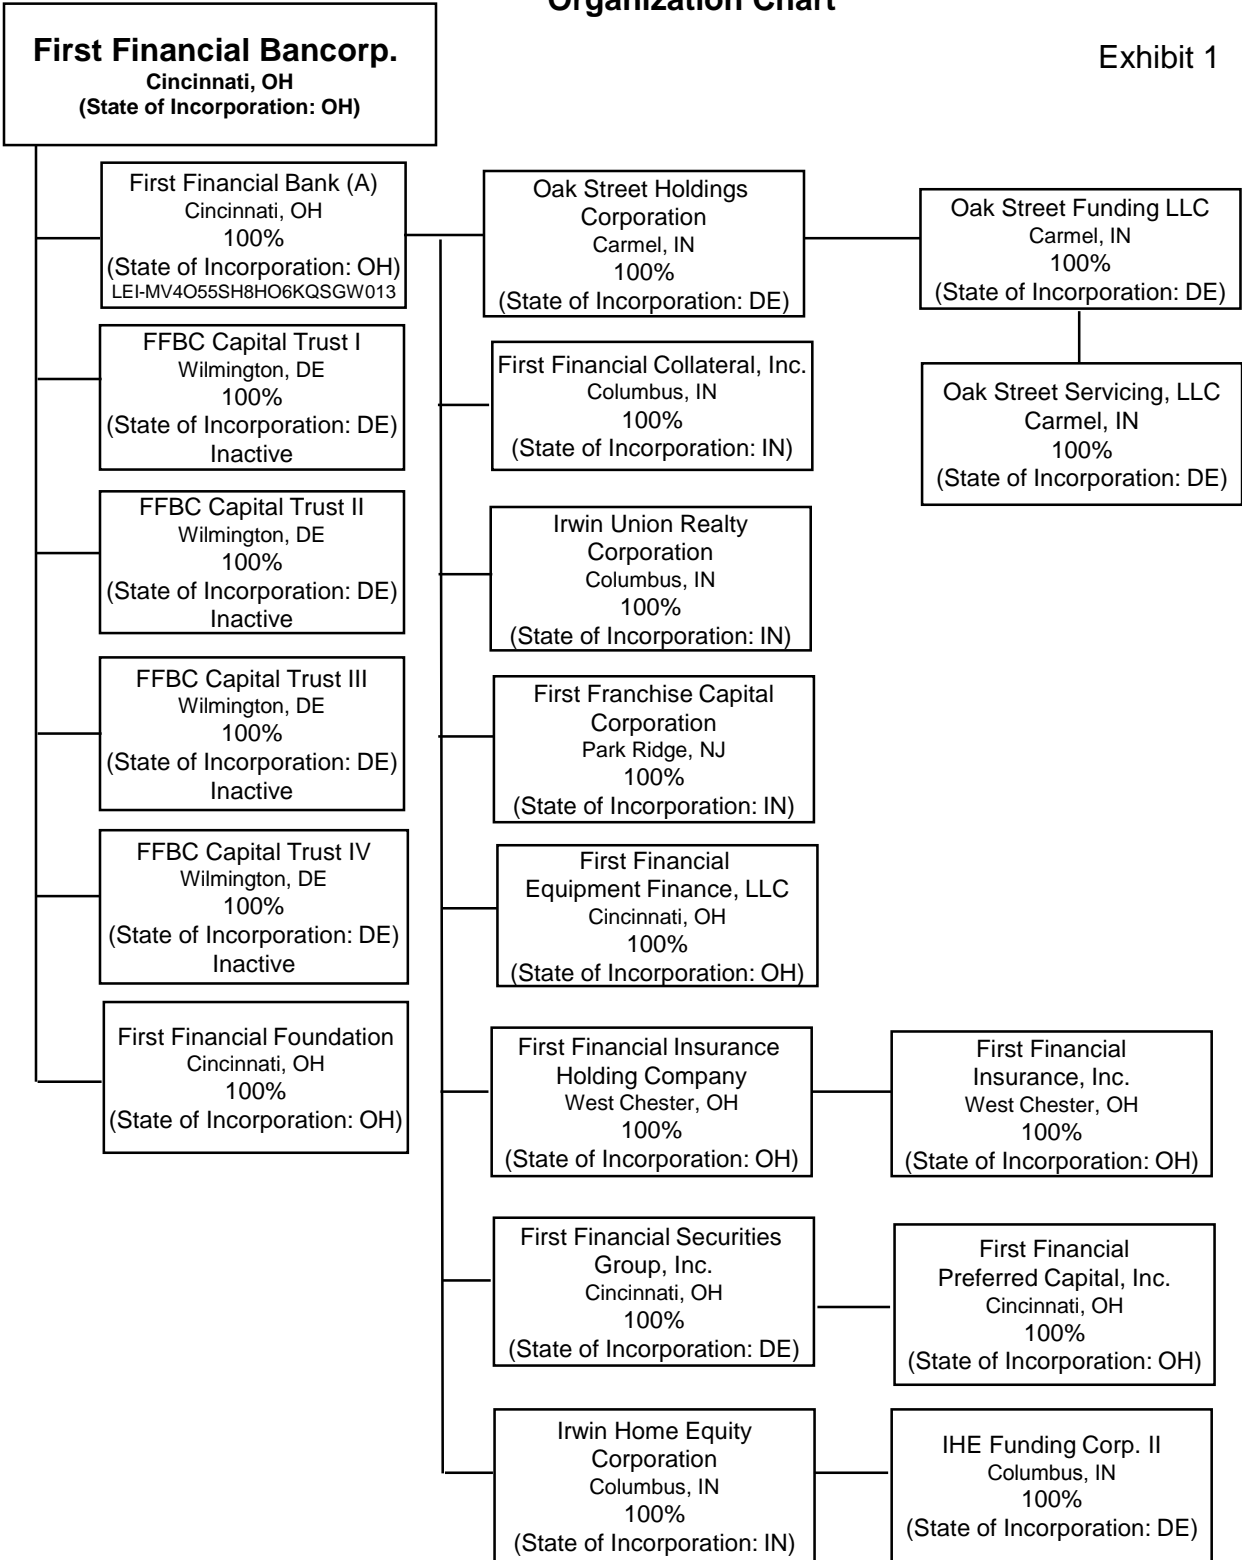 Organization Chart
First Financial Bancorp.
Cincinnati, OH
(State of Incorporation: OH)
Exhibit 1
First Financial Bank (A)
Cincinnati, OH
100%
(State of Incorporation: OH)
LEI-MV4O55SH8HO6KQSGW013
FFBC Capital Trust I
Wilmington, DE
100%
(State of Incorporation: DE)
Inactive
FFBC Capital Trust II
Wilmington, DE
100%
(State of Incorporation: DE)
Inactive
FFBC Capital Trust III
Wilmington, DE
100%
(State of Incorporation: DE)
Inactive
FFBC Capital Trust IV
Wilmington, DE
100%
(State of Incorporation: DE)
Inactive
First Financial Foundation
Cincinnati, OH
100%
(State of Incorporation: OH)
Oak Street Holdings
Corporation
Carmel, IN
100%
(State of Incorporation: DE)
First Financial Collateral, Inc.
Columbus, IN
100%
(State of Incorporation: IN)
Irwin Union Realty
Corporation
Columbus, IN
100%
(State of Incorporation: IN)
First Franchise Capital
Corporation
Park Ridge, NJ
100%
(State of Incorporation: IN)
First Financial
Equipment Finance, LLC
Cincinnati, OH
100%
(State of Incorporation: OH)
First Financial Insurance
Holding Company
West Chester, OH
100%
(State of Incorporation: OH)
First Financial Securities
Group, Inc.
Cincinnati, OH
100%
(State of Incorporation: DE)
Irwin Home Equity
Corporation
Columbus, IN
100%
(State of Incorporation: IN)
Oak Street Funding LLC
Carmel, IN
100%
(State of Incorporation: DE)
Oak Street Servicing, LLC
Carmel, IN
100%
(State of Incorporation: DE)
First Financial
Insurance, Inc.
West Chester, OH
100%
(State of Incorporation: OH)
First Financial
Preferred Capital, Inc.
Cincinnati, OH
100%
(State of Incorporation: OH)
IHE Funding Corp. II
Columbus, IN
100%
(State of Incorporation: DE)